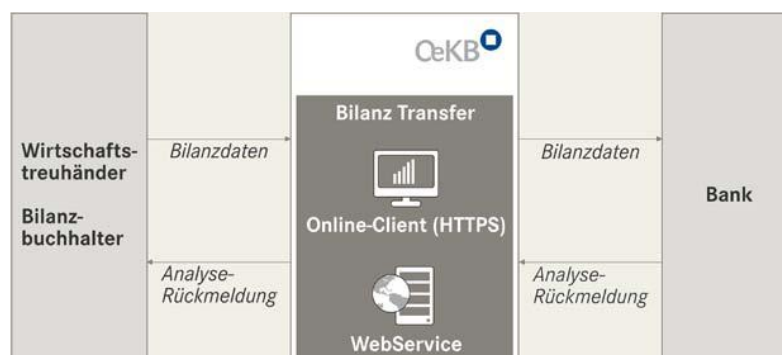 OeKB
Bilanz Transfer
Wirtschafts-
treuhänder
Bilanz-
buchhalter
Bilanzdaten
Analyse-
Rückmeldung
Online-Client (HTTPS)
WebService
Bilanzdaten
Analyse-
Rückmeldung
Bank